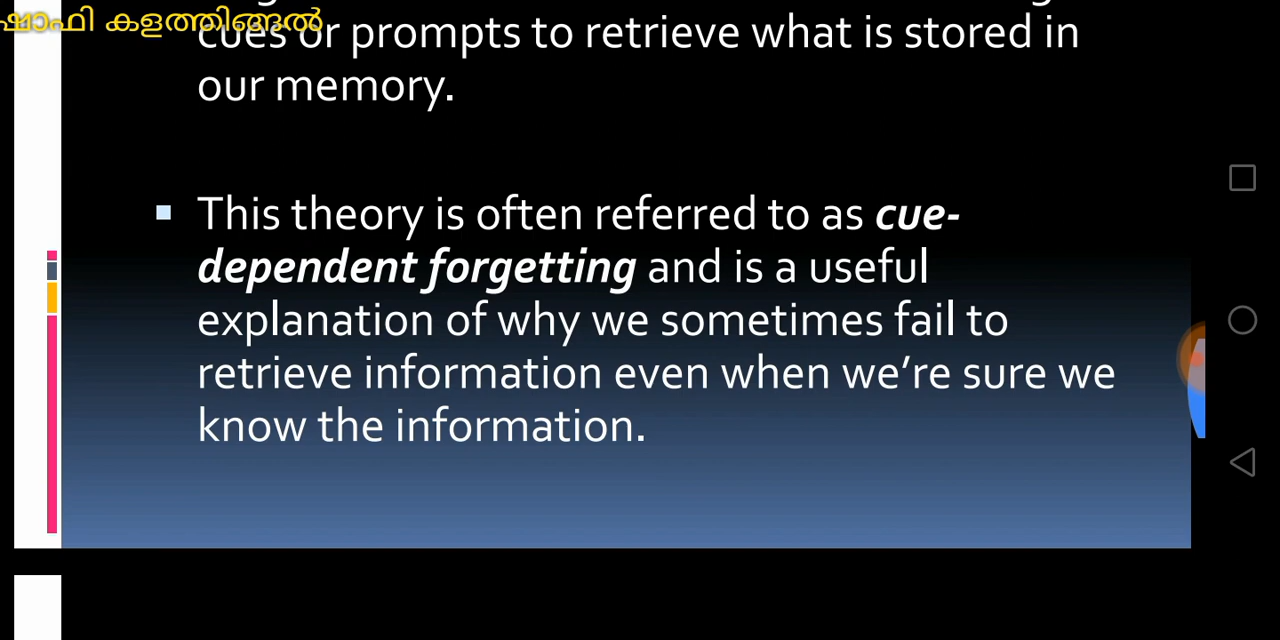 ഷാഫി കളത്തിങ്ങൽ
cues or prompts to retrieve what is stored in
our memory.
This theory is often referred to as cue-
dependent forgetting and is a useful
explanation of why we sometimes fail to
retrieve information even when we’re sure we
know the information.